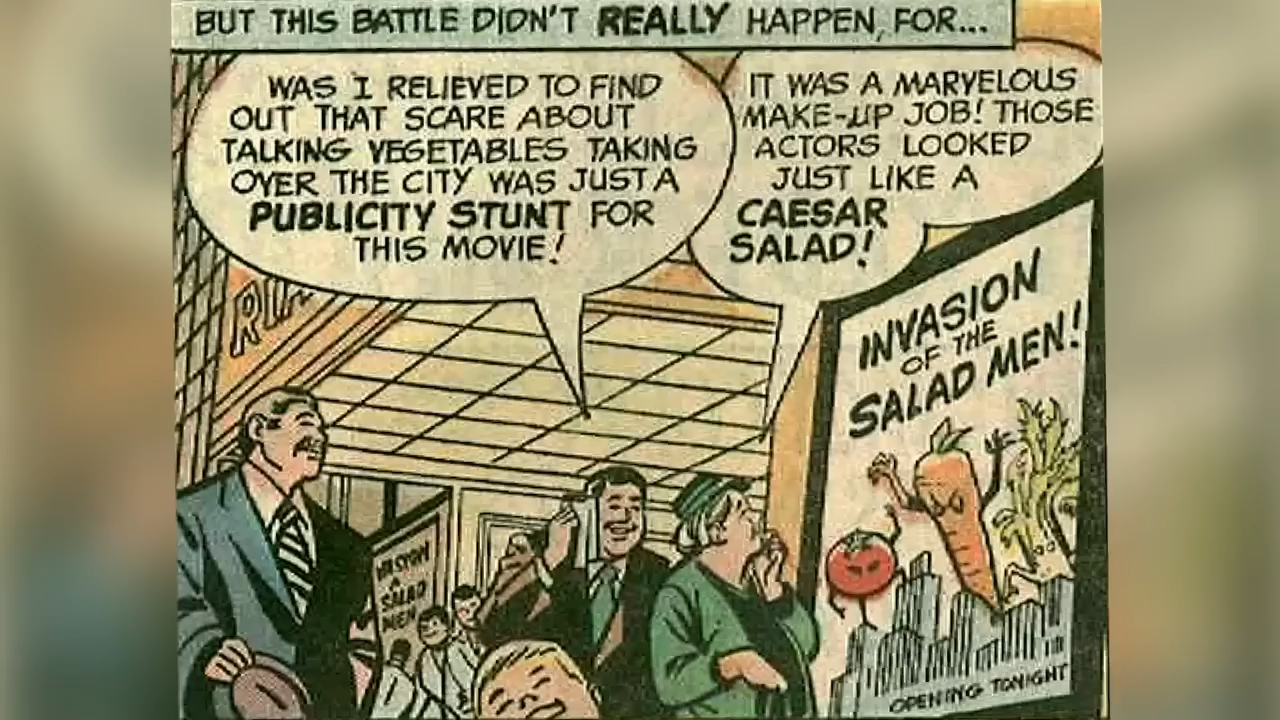 BUT THIS BATTLE DIDN'T REALLY HAPPEN, FOR...
WAS I RELIEVED TO FIND
OUT THAT SCARE ABOUT
TALKING VEGETABLES TAKING
OVER THE CITY WAS JUST A
PUBLICITY STUNT FOR
THIS MOVIE!
IT WAS A MARVELOUS
MAKE-UP JOB! THOSE
ACTORS LOOKED
JUST LIKE A
CAESAR
SALAD!
INVASION
OF THE
SALAD MEN!
OPENING TONIGHT
SALAD
MEN